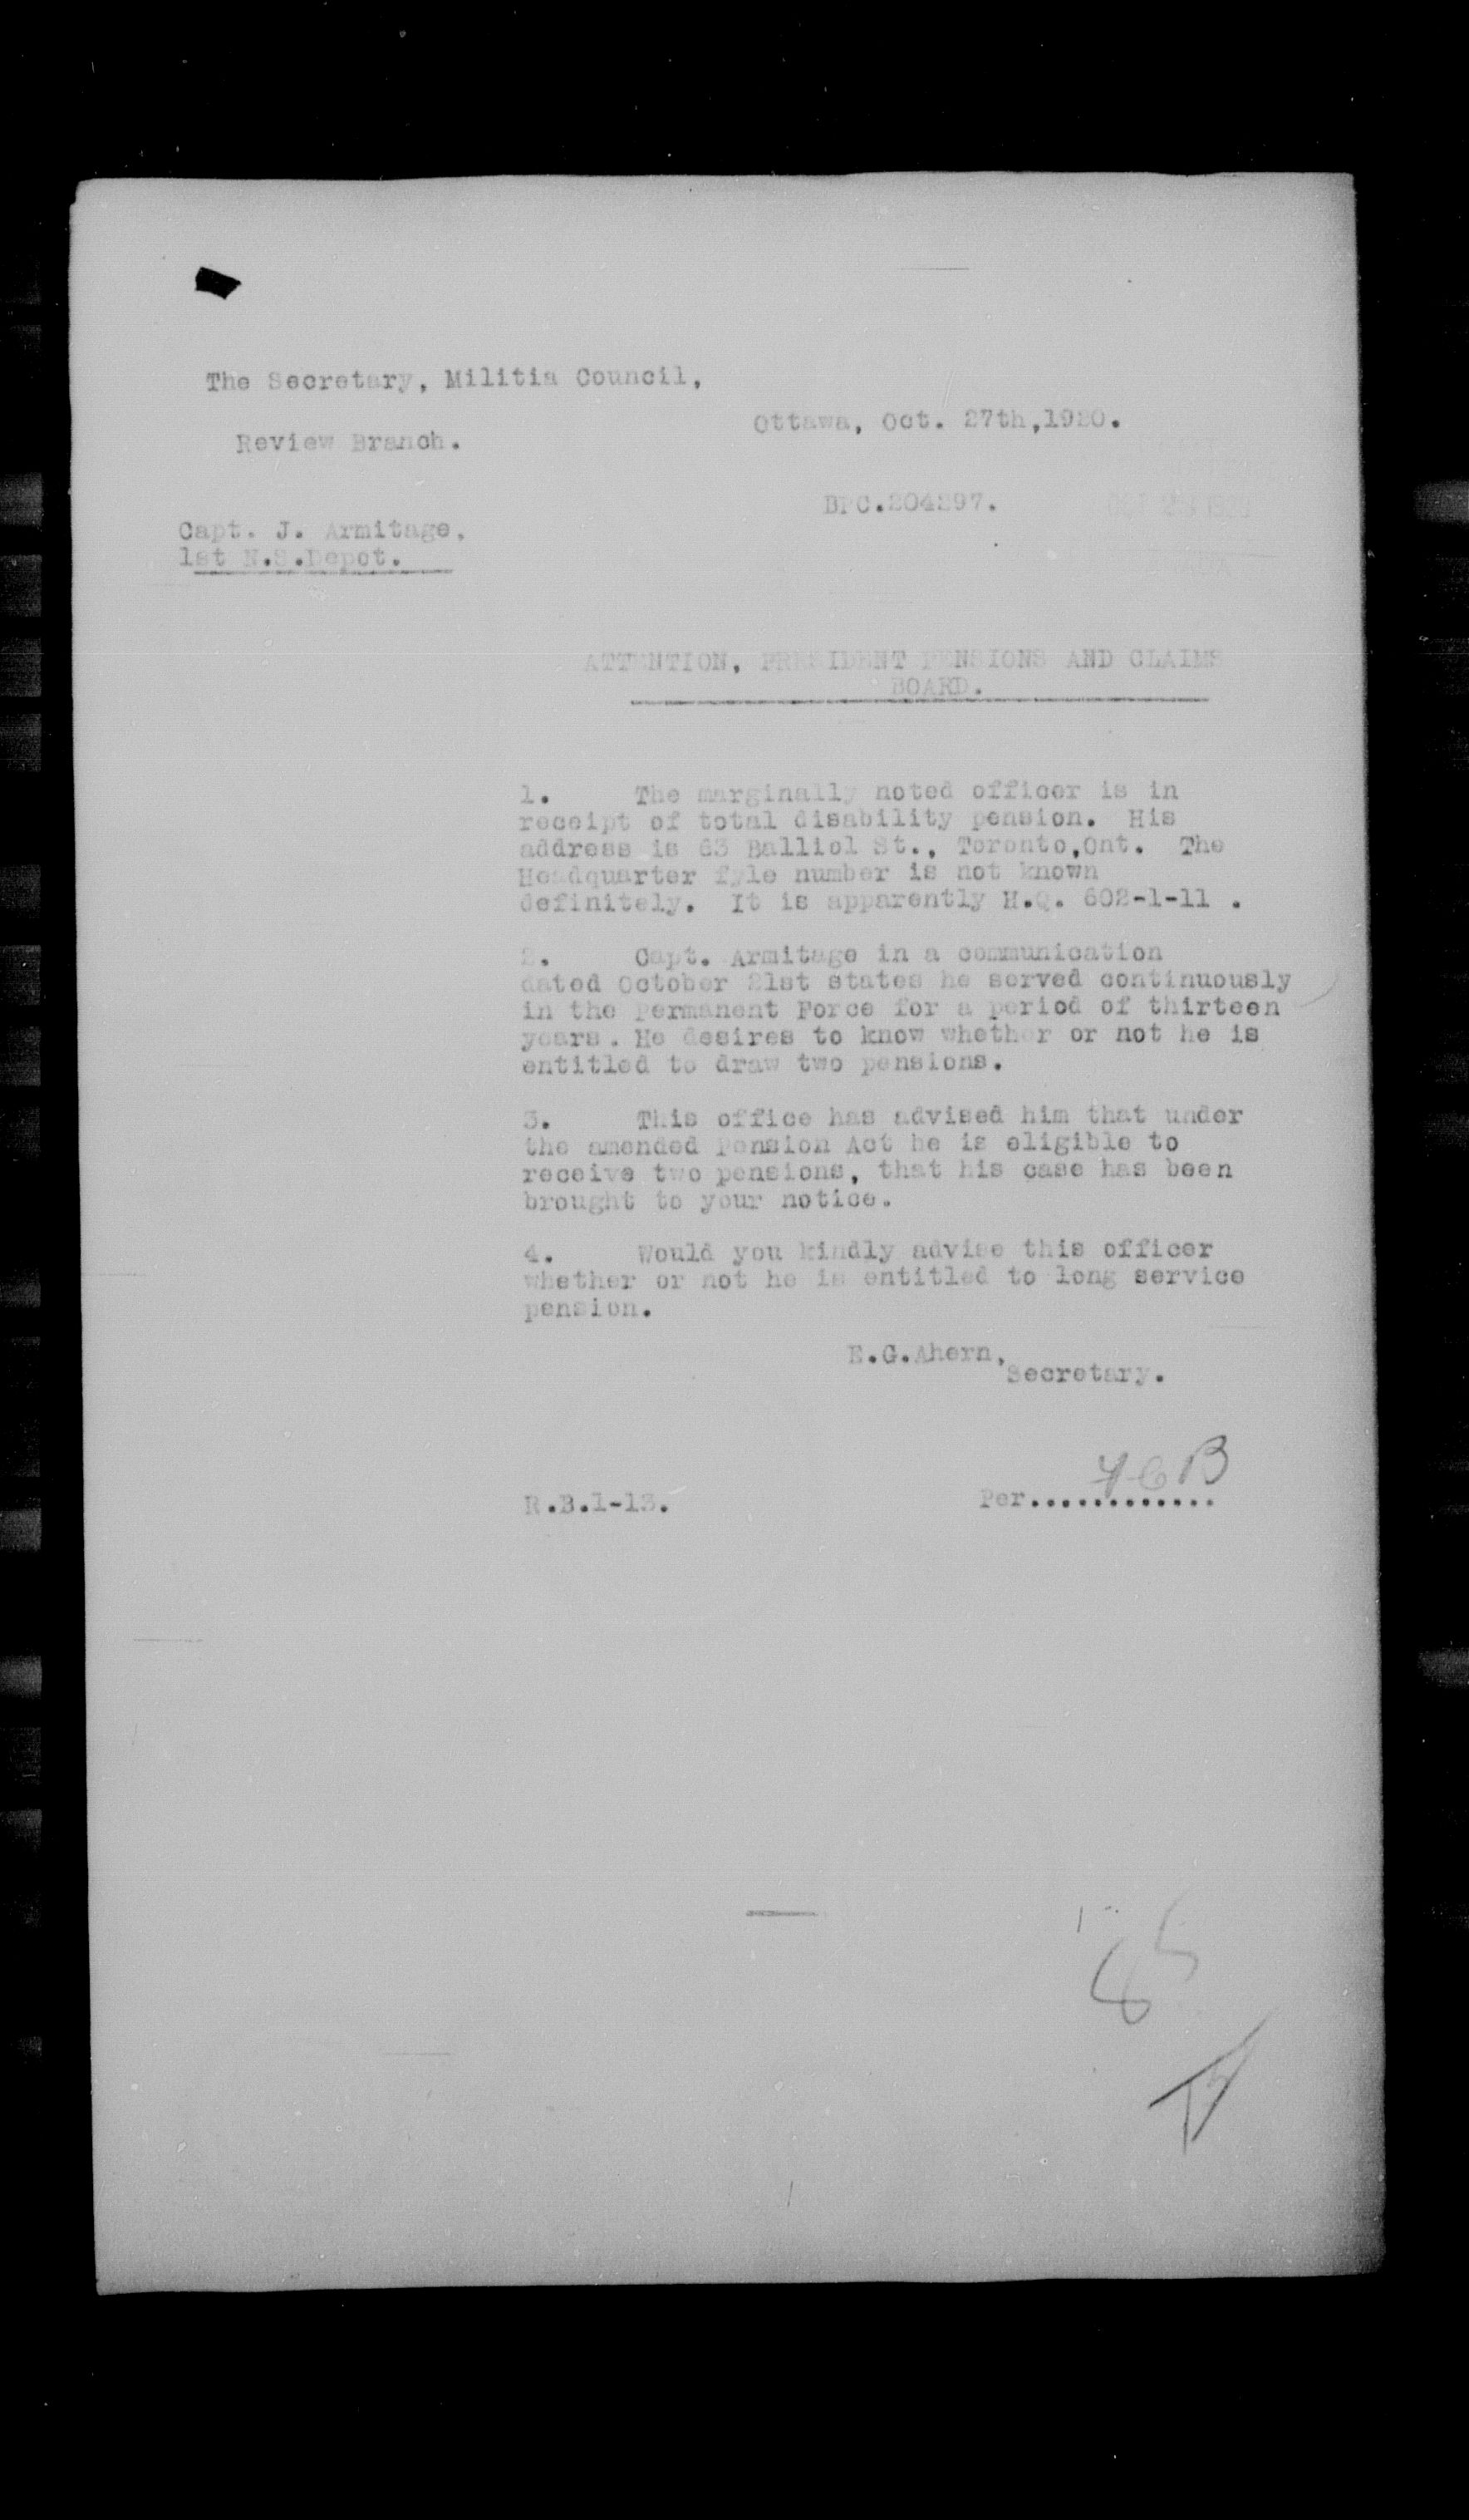 The Secretary, Militia Council,
Ottawa, Oct. 27th,1920.
Review Branch.
BPC.204297.
Capt. J. Armitage,
1st N.S.Depot.
ATTENTION, PRESIDENT PENSIONS AND CLAIMS
BOARD.
1. The marginally noted officer is in
receipt of total disability pension. His
address is 63 Balliol St., Toronto,Ont. The
Headquarter fyle number is not known
definitely. It is apparently H.Q. 602-1-11 .
2. Capt. Armitage in a communication
dated October 21st states he served continuously
in the Permanent Force for a period of thirteen
years. He desires to know whether or not he is
entitled to draw two pensions.
3. This office has advised him that under
the amended Pension Act he is eligible to
receive two pensions, that his case has been
brought to your notice.
4. Would you kindly advise this officer
whether or not he is entitled to long service
pension.
E.G.Ahern,
Secretary.
R.B.1-13.
Per............